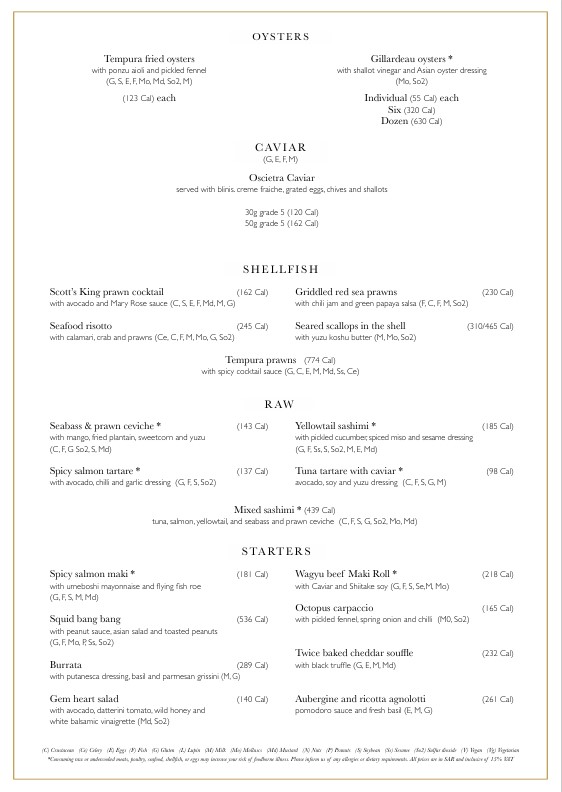 OYSTERS
Tempura fried oysters
with ponzu aioli and pickled fennel
(G, S, E, F, Mo, Md, So2, M)
(123 Cal) each
Gillardeau oysters *
with shallot vinegar and Asian oyster dressing
(Mo, So2)
Individual (55 Cal) each
Six (320 Cal)
Dozen (630 Cal)
CAVIAR
(G, E, F, M)
Oscietra Caviar
served with blinis, creme fraiche, grated eggs, chives and shallots
30g grade 5 (120 Cal)
50g grade 5 (162 Cal)
SHELLFISH
Scott's King prawn cocktail (162 Cal)
with avocado and Mary Rose sauce (C, S, E, F, Md, M, G)
Griddled red sea prawns (230 Cal)
with chili jam and green papaya salsa (F, C, F, M, So2)
Seafood risotto (245 Cal)
with calamari, crab and prawns (Ce, C, F, M, Mo, G, So2)
Seared scallops in the shell (310/465 Cal)
with yuzu koshu butter (M, Mo, So2)
Tempura prawns (774 Cal)
with spicy cocktail sauce (G, C, E, M, Md, Ss, Ce)
RAW
Seabass & prawn ceviche * (143 Cal)
with mango, fried plantain, sweetcorn and yuzu
(C, F, G So2, S, Md)
Yellowtail sashimi * (185 Cal)
with pickled cucumber, spiced miso and sesame dressing
(G, F, Ss, S, So2, M, E, Md)
Spicy salmon tartare * (137 Cal)
with avocado, chilli and garlic dressing (G, F, S, So2)
Tuna tartare with caviar * (98 Cal)
avocado, soy and yuzu dressing (C, F, S, G, M)
Mixed sashimi * (439 Cal)
tuna, salmon, yellowtail, and seabass and prawn ceviche (C, F, S, G, So2, Mo, Md)
STARTERS
Spicy salmon maki * (181 Cal)
with umeboshi mayonnaise and flying fish roe
(G, F, S, M, Md)
Squid bang bang (536 Cal)
with peanut sauce, asian salad and toasted peanuts
(G, F, Mo, P, Ss, So2)
Burrata (289 Cal)
with putanesca dressing, basil and parmesan grissini (M, G)
Gem heart salad (140 Cal)
with avocado, datterini tomato, wild honey and
white balsamic vinaigrette (Md, So2)
Wagyu beef Maki Roll * (218 Cal)
with Caviar and Shiitake soy (G, F, S, Se,M, Mo)
Octopus carpaccio (165 Cal)
with pickled fennel, spring onion and chilli (M0, So2)
Twice baked cheddar souffle (232 Cal)
with black truffle (G, E, M, Md)
Aubergine and ricotta agnolotti (261 Cal)
pomodoro sauce and fresh basil (E, M, G)
(C) Crustacean (Ce) Celery (E) Eggs (F) Fish (G) Gluten (L) Lupin (M) Milk (Mo) Molluscs (Md) Mustard (N) Nuts (P) Peanuts (S) Soybean (Ss) Sesame (So2) Sulfur dioxide (V) Vegan (Vg) Vegetarian
*Consuming raw or undercooked meats, poultry, seafood, shellfish, or eggs may increase your risk of foodborne illness. Please inform us of any allergies or dietary requirements. All prices are in SAR and inclusive of 15% VAT